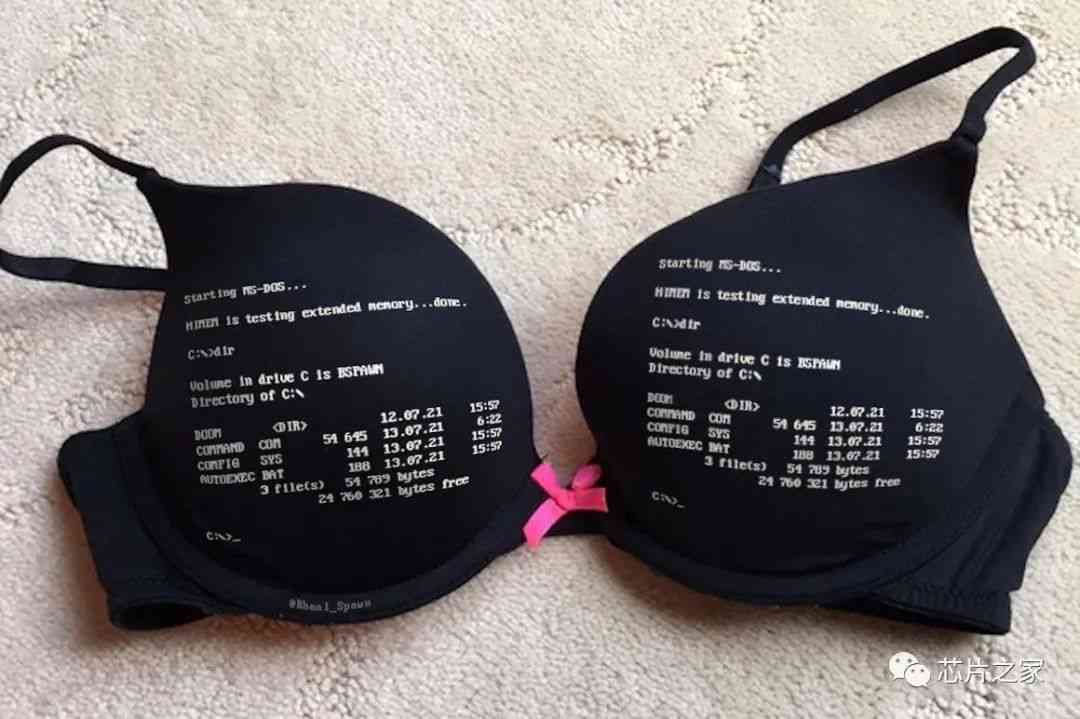 Starting MS-DOS...
HIMEM is testing extended memory...done.
C:\>dir
Volume in drive C is BSPAWN
Directory of C:\
DOOM <DIR> 12.07.21 15:57
COMMAND COM 54 645 13.07.21 6:22
CONFIG SYS 144 13.07.21 15:57
AUTOEXEC BAT 188 13.07.21 15:57
3 file(s) 54 789 bytes
24 760 321 bytes free
C:\>_
Starting MS-DOS...
HIMEM is testing extended memory...done.
C:\>dir
Volume in drive C is BSPAWN
Directory of C:\
DOOM <DIR> 12.07.21 15:57
COMMAND COM 54 645 13.07.21 6:22
CONFIG SYS 144 13.07.21 15:57
AUTOEXEC BAT 188 13.07.21 15:57
3 file(s) 54 789 bytes
24 760 321 bytes free
C:\>_
芯片之家